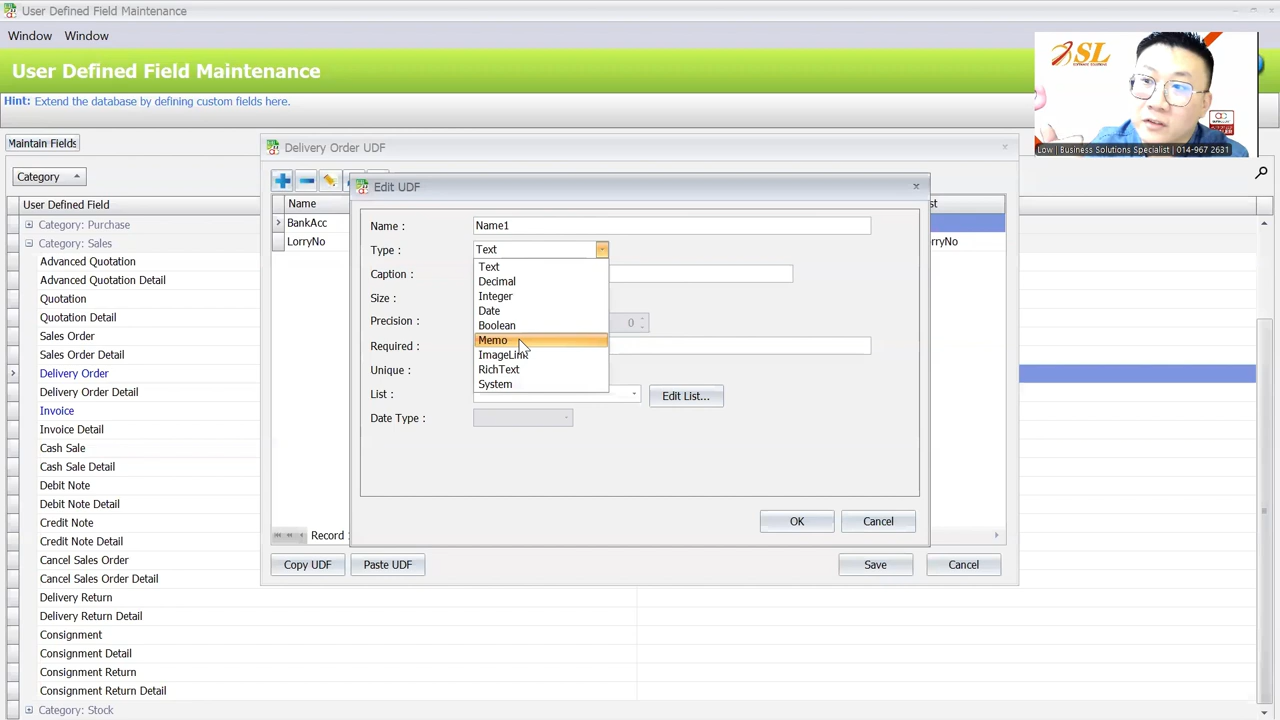 User Defined Field Maintenance
Window Window
User Defined Field Maintenance
Hint: Extend the database by defining custom fields here.
SL
Low | Business Solutions Specialist | 014-967 2631
Maintain Fields
Category
User Defined Field
Category: Purchase
Category: Sales
Advanced Quotation
Advanced Quotation Detail
Quotation
Quotation Detail
Sales Order
Sales Order Detail
Delivery Order
Delivery Order Detail
Invoice
Invoice Detail
Cash Sale
Cash Sale Detail
Debit Note
Debit Note Detail
Credit Note
Credit Note Detail
Cancel Sales Order
Cancel Sales Order Detail
Delivery Return
Delivery Return Detail
Consignment
Consignment Detail
Consignment Return
Consignment Return Detail
Category: Stock
Delivery Order UDF
Name
BankAcc
LorryNo
st
rryNo
Record
Copy UDF
Paste UDF
Save
Cancel
Edit UDF
Name : Name1
Type : Text
Text
Decimal
Integer
Date
Boolean
Memo
ImageLink
RichText
System
Caption :
Size :
Precision : 0
Required :
Unique :
List : Edit List...
Date Type :
OK
Cancel